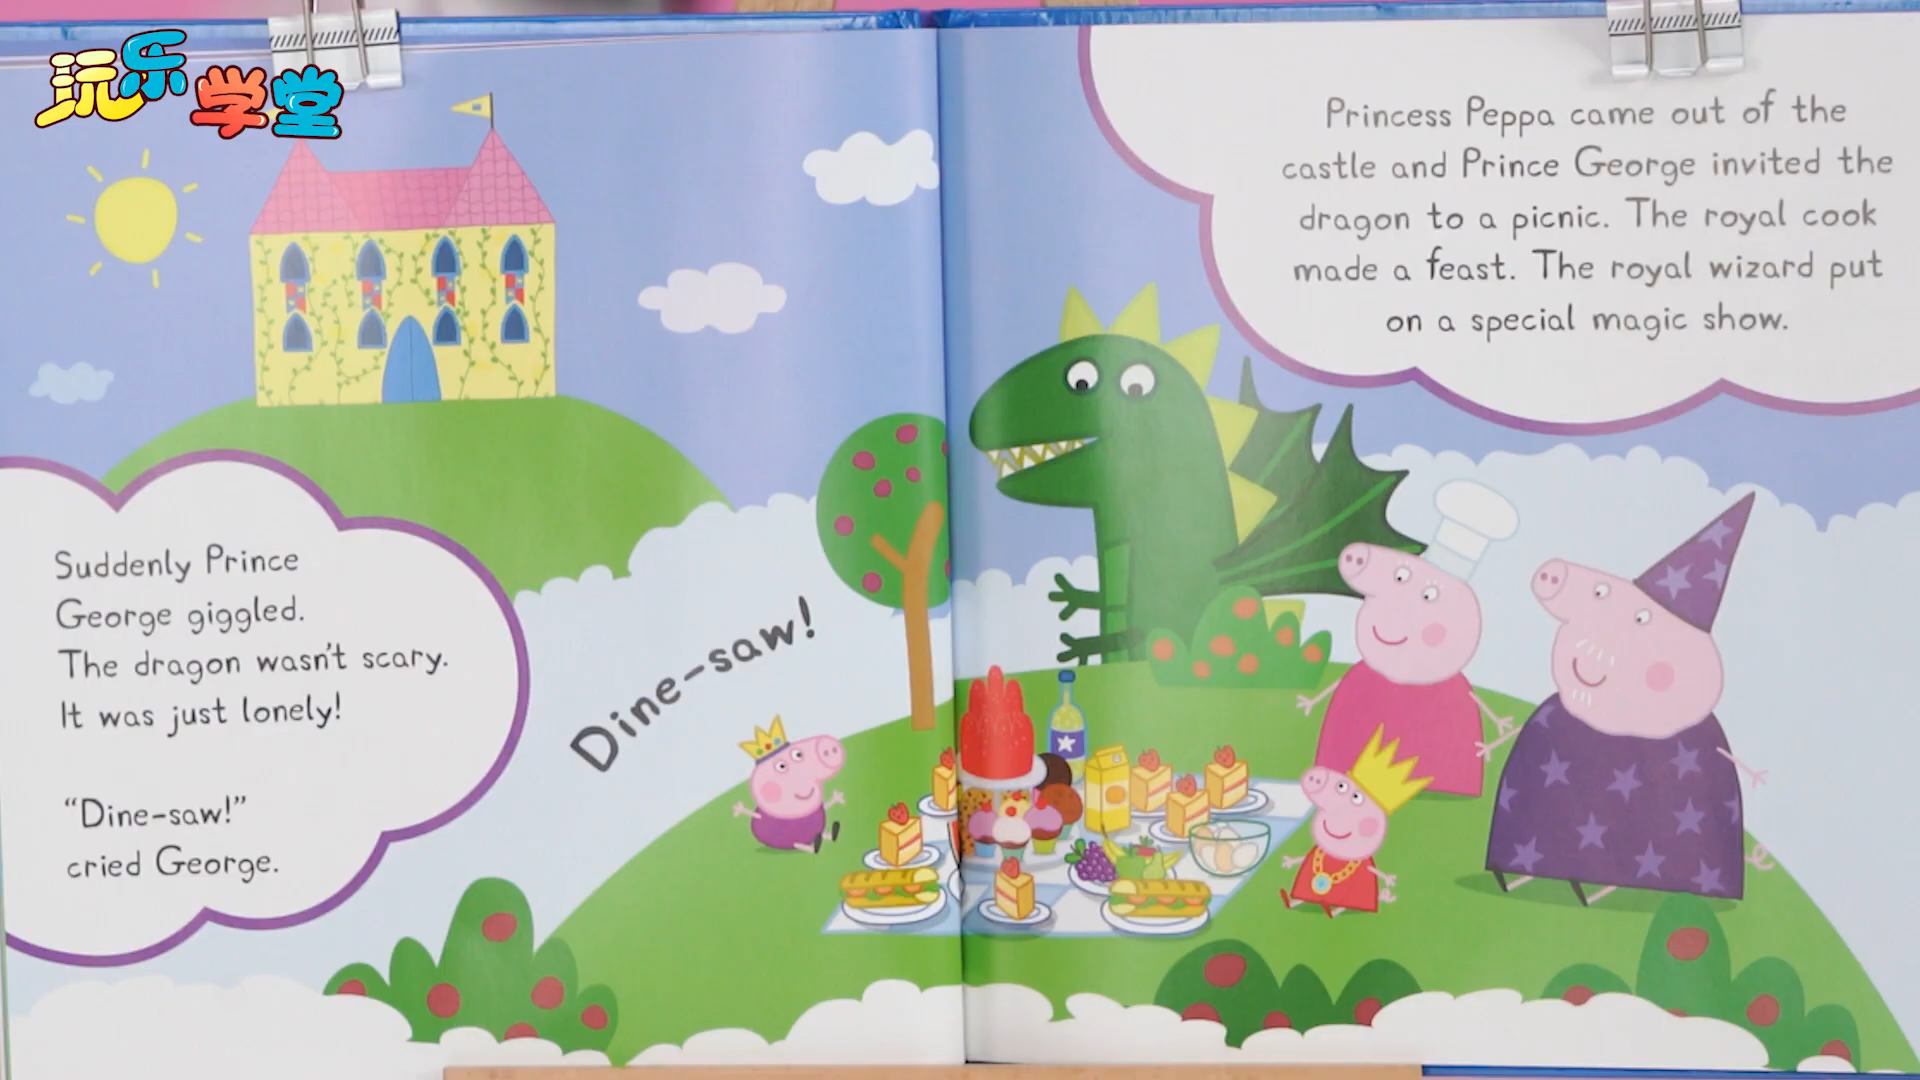 玩乐学堂
Suddenly Prince
George giggled.
The dragon wasn't scary.
It was just lonely!
“Dine-saw!”
cried George.
Dine-saw!
Princess Peppa came out of the
castle and Prince George invited the
dragon to a picnic. The royal cook
made a feast. The royal wizard put
on a special magic show.